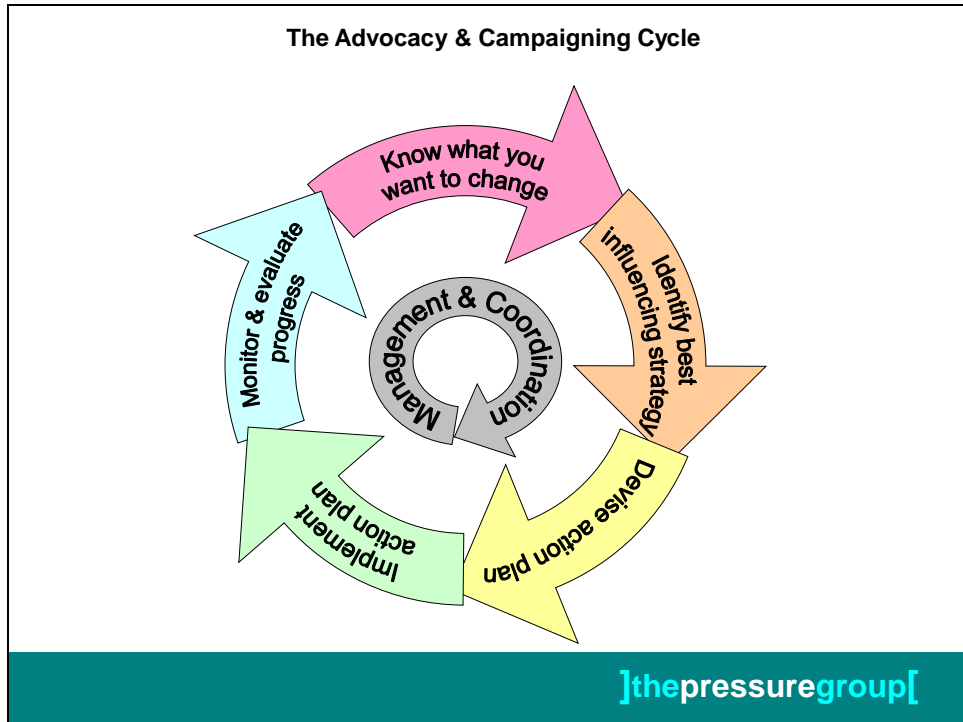 The Advocacy & Campaigning Cycle
Know what you
want to change
Identify best
influencing strategy
Devise action plan
Implement
action plan
Monitor & evaluate
progress
Management & Coordination
]thepressuregroup[